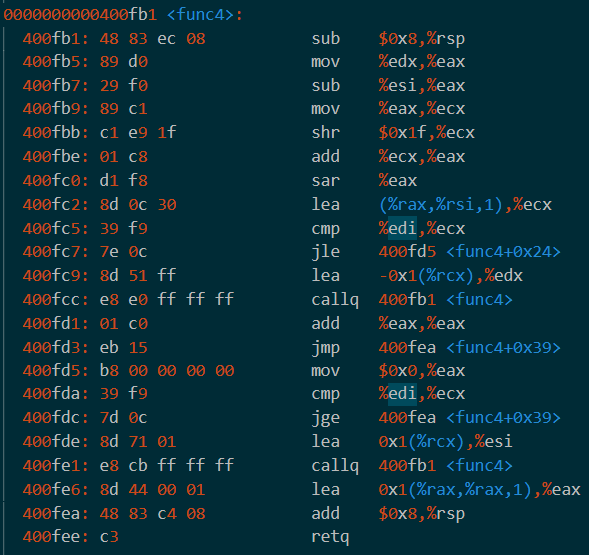 0000000000400fb1 <func4>:
400fb1: 48 83 ec 08 sub $0x8,%rsp
400fb5: 89 d0 mov %edx,%eax
400fb7: 29 f0 sub %esi,%eax
400fb9: 89 c1 mov %eax,%ecx
400fbb: c1 e9 1f shr $0x1f,%ecx
400fbe: 01 c8 add %ecx,%eax
400fc0: d1 f8 sar %eax
400fc2: 8d 0c 30 lea (%rax,%rsi,1),%ecx
400fc5: 39 f9 cmp %edi,%ecx
400fc7: 7e 0c jle 400fd5 <func4+0x24>
400fc9: 8d 51 ff lea -0x1(%rcx),%edx
400fcc: e8 e0 ff ff ff callq 400fb1 <func4>
400fd1: 01 c0 add %eax,%eax
400fd3: eb 15 jmp 400fea <func4+0x39>
400fd5: b8 00 00 00 00 mov $0x0,%eax
400fda: 39 f9 cmp %edi,%ecx
400fdc: 7d 0c jge 400fea <func4+0x39>
400fde: 8d 71 01 lea 0x1(%rcx),%esi
400fe1: e8 cb ff ff ff callq 400fb1 <func4>
400fe6: 8d 44 00 01 lea 0x1(%rax,%rax,1),%eax
400fea: 48 83 c4 08 add $0x8,%rsp
400fee: c3 retq